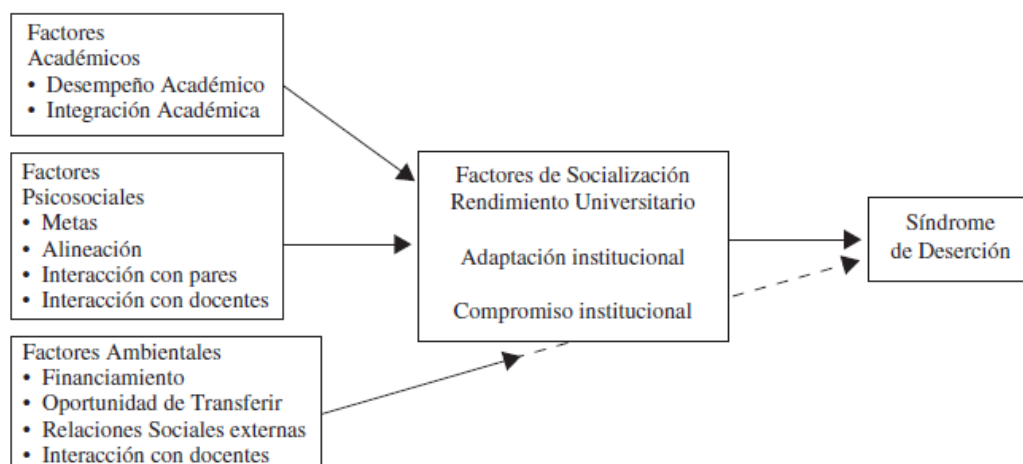 Factores
Académicos
• Desempeño Académico
• Integración Académica
Factores
Psicosociales
• Metas
• Alineación
• Interacción con pares
• Interacción con docentes
Factores Ambientales
• Financiamiento
• Oportunidad de Transferir
• Relaciones Sociales externas
• Interacción con docentes
Factores de Socialización
Rendimiento Universitario
Adaptación institucional
Compromiso institucional
Síndrome
de Deserción